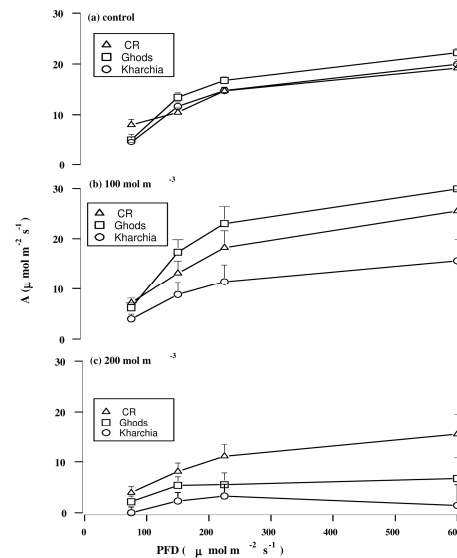 (a) control
30
CR
Ghods
Kharchia
20
10
0
(b) 100 mol m -3
30
CR
Ghods
Kharchia
20
10
0
A (μ mol m -2 s -1)
(c) 200 mol m -3
30
CR
Ghods
Kharchia
20
10
0
0 100 200 300 400 500 600
PFD ( μ mol m -2 s -1)